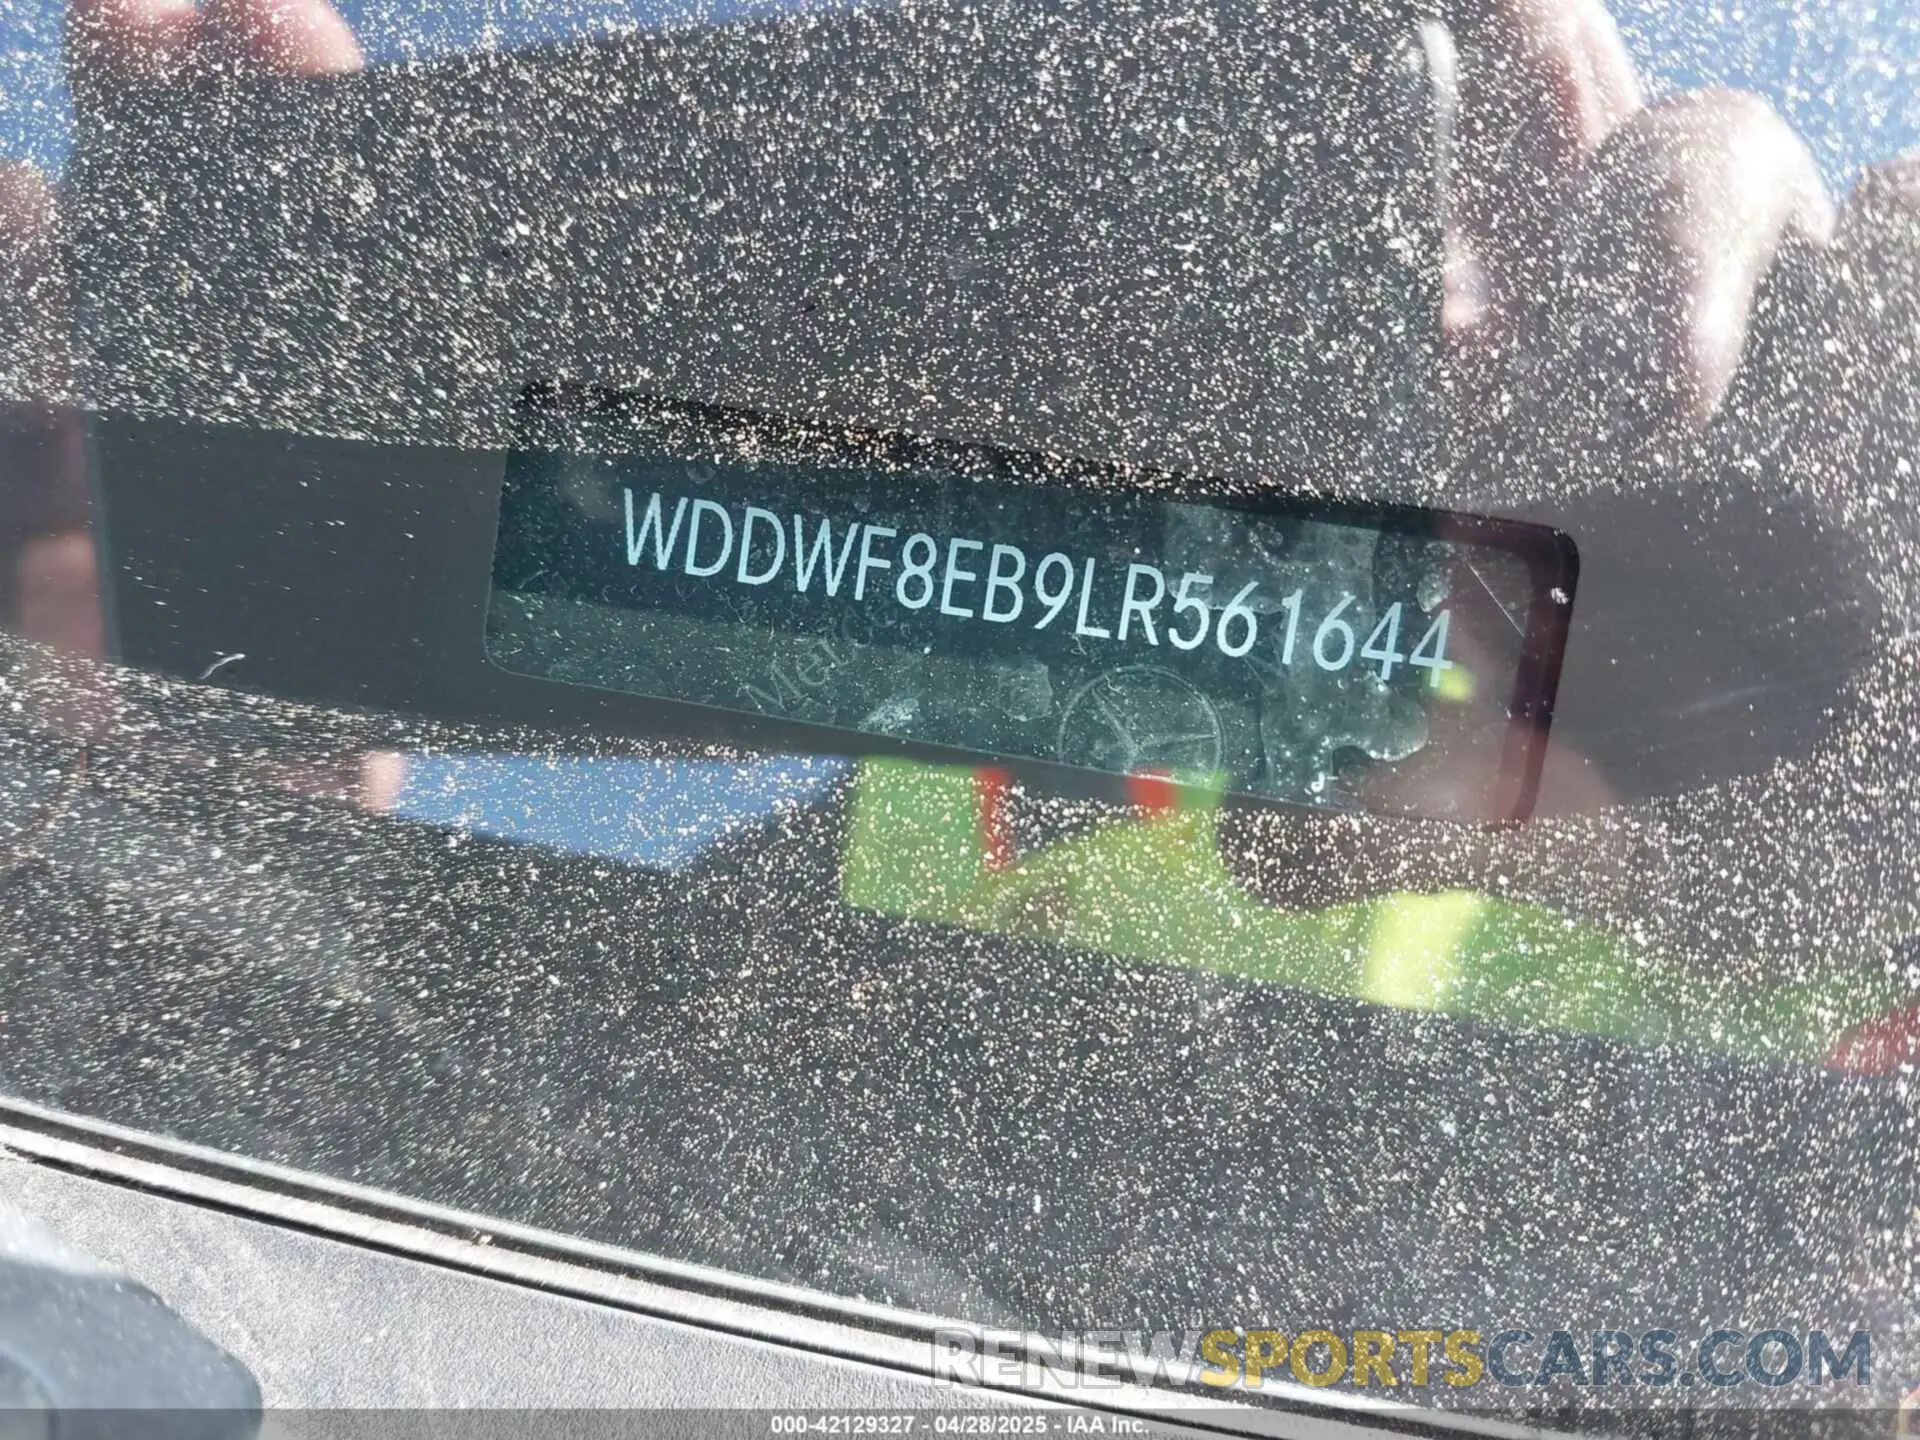 WDDWF8EB9LR561644
RENEWSPORTSCARS.COM
000-42129327 - 04/28/2025 - IAA Inc.